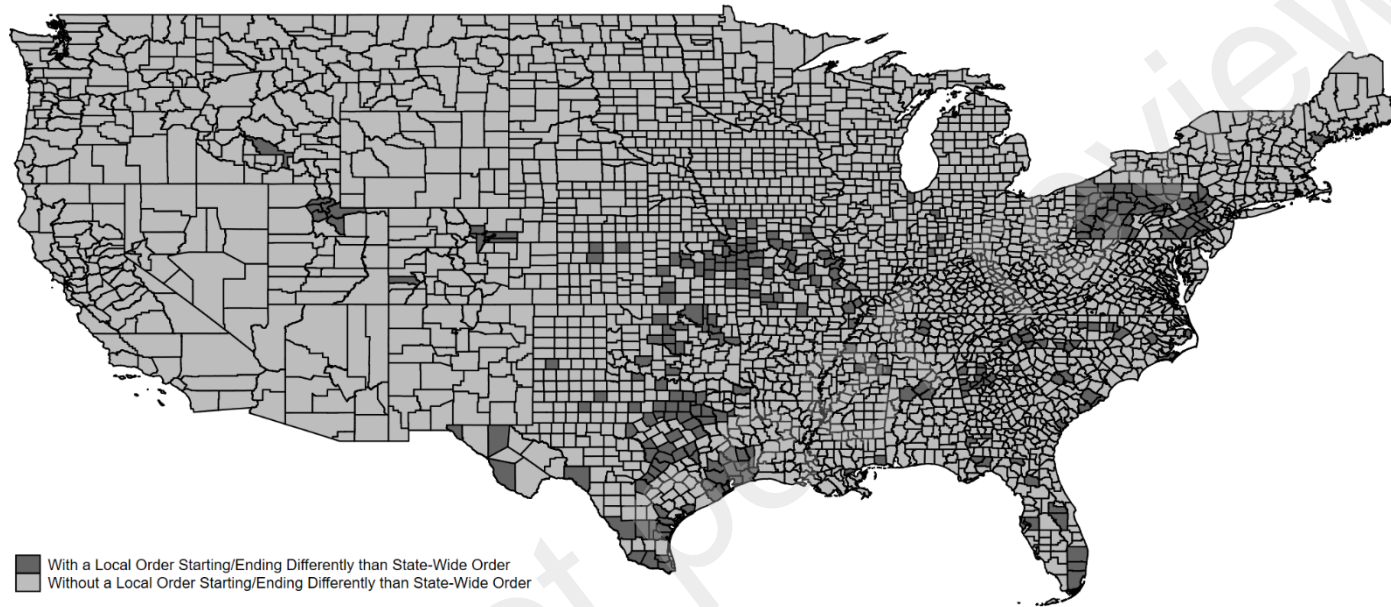 With a Local Order Starting/Ending Differently than State-Wide Order
Without a Local Order Starting/Ending Differently than State-Wide Order